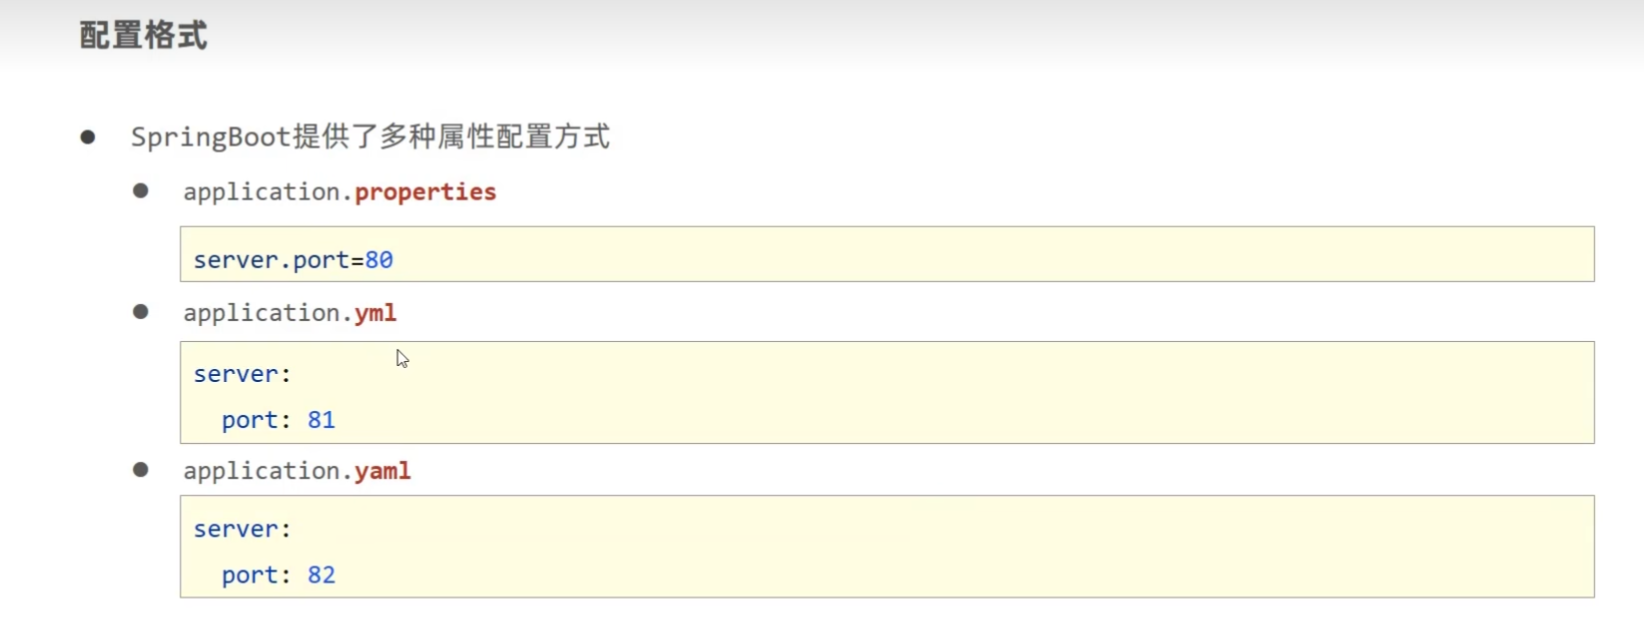 配置格式
SpringBoot提供了多种属性配置方式
application.properties
server.port=80
application.yml
server:
port: 81
application.yaml
server:
port: 82